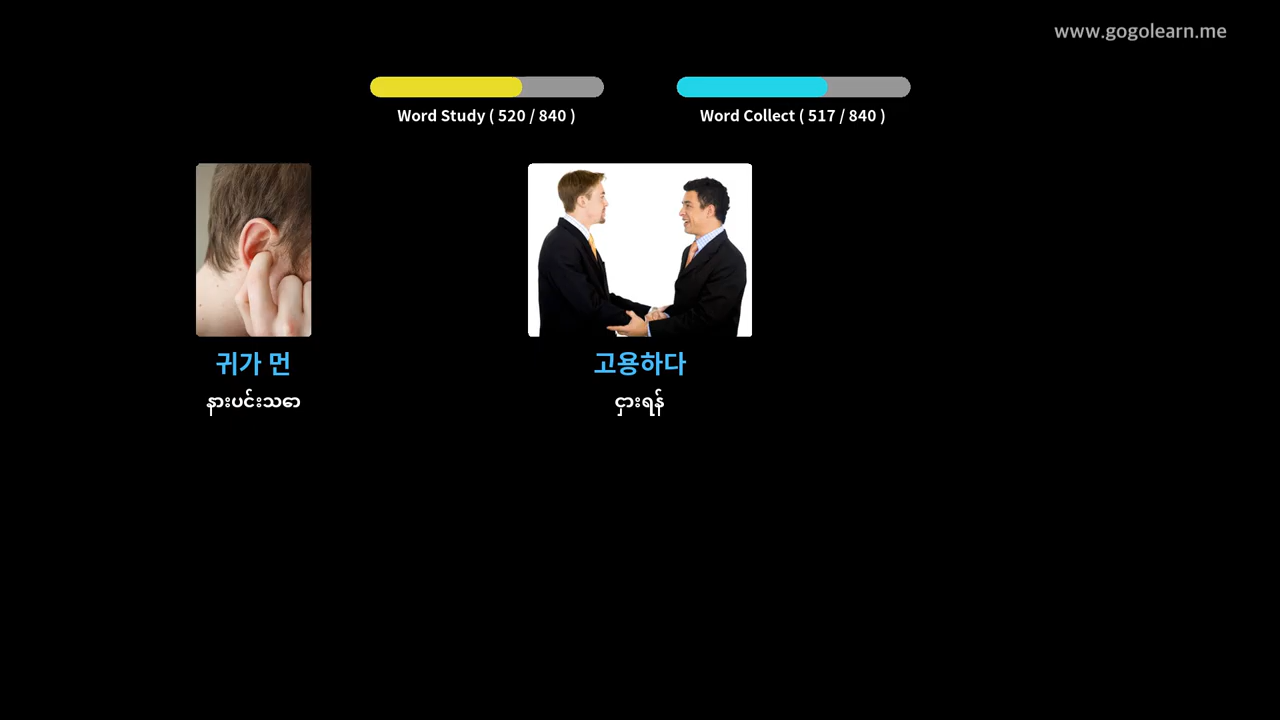 www.gogolearn.me
Word Study ( 520 / 840 )
Word Collect ( 517 / 840 )
귀가 먼
နားပင်းသော
고용하다
ငှားရန်